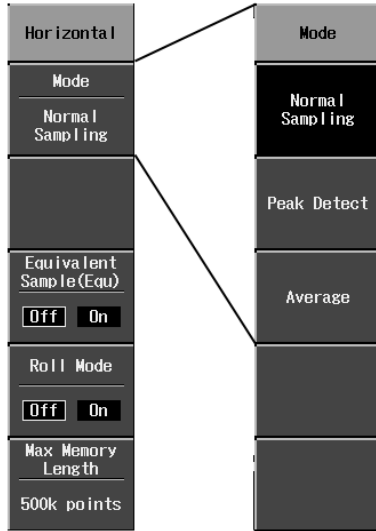 Horizontal
Mode
Normal
Sampling
Equivalent
Sample(Equ)
Off On
Roll Mode
Off On
Max Memory
Length
500k points
Mode
Normal
Sampling
Peak Detect
Average